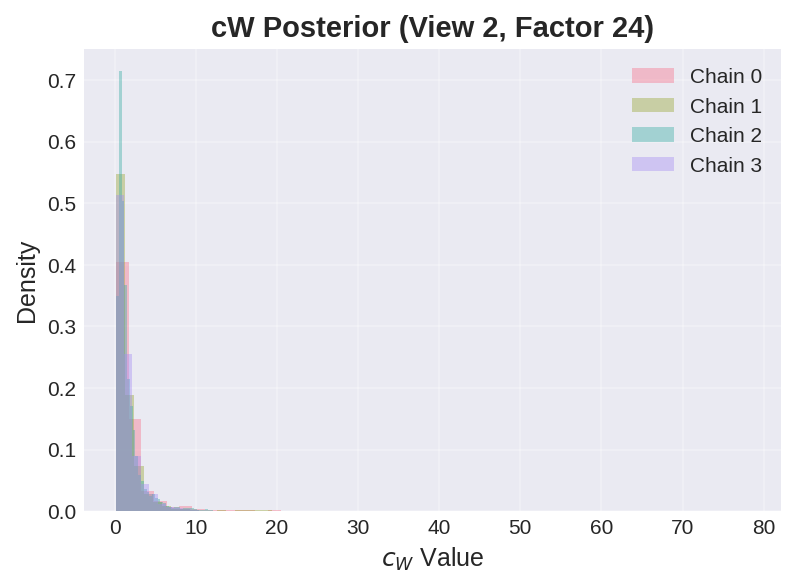 cW Posterior (View 2, Factor 24)
Chain 0
Chain 1
Chain 2
Chain 3
Density
0.7
0.6
0.5
0.4
0.3
0.2
0.1
0.0
0 10 20 30 40 50 60 70 80
c_W Value